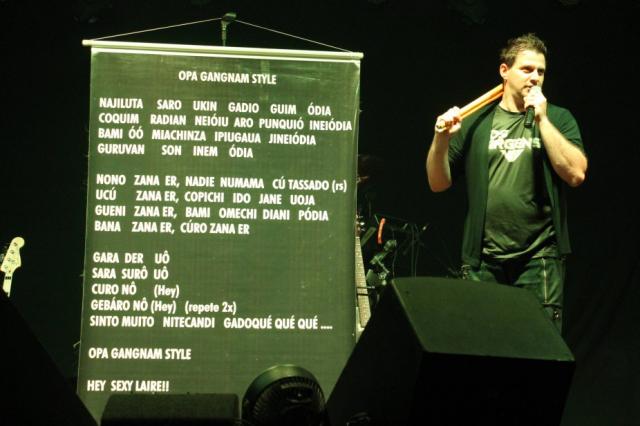 OPA GANGNAM STYLE
NAJILUTA SARO UKIN GADIO GUIM ÓDIA
COQUIM RADIAN NEIÓIU ARO PUNQUIÓ INEIÓDIA
BAMI ÓÓ MIACHINZA IPIUGAUA JINEIÓDIA
GURUVAN SON INEM ÓDIA
NONO ZANA ER, NADIE NUMAMA CÚ TASSADO (rs)
UCÚ ZANA ER, COPICHI IDO JANE UOJA
GUENI ZANA ER, BAMI OMECHI DIANI PÓDIA
BANA ZANA ER, CÚRO ZANA ER
GARA DER UÔ
SARA SURÔ UÔ
CURO NÔ (Hey)
GEBÁRO NÔ (Hey) (repete 2x)
SINTO MUITO NITECANDI GADOQUÉ QUÉ QUÉ ....
OPA GANGNAM STYLE
HEY SEXY LAIRE!!